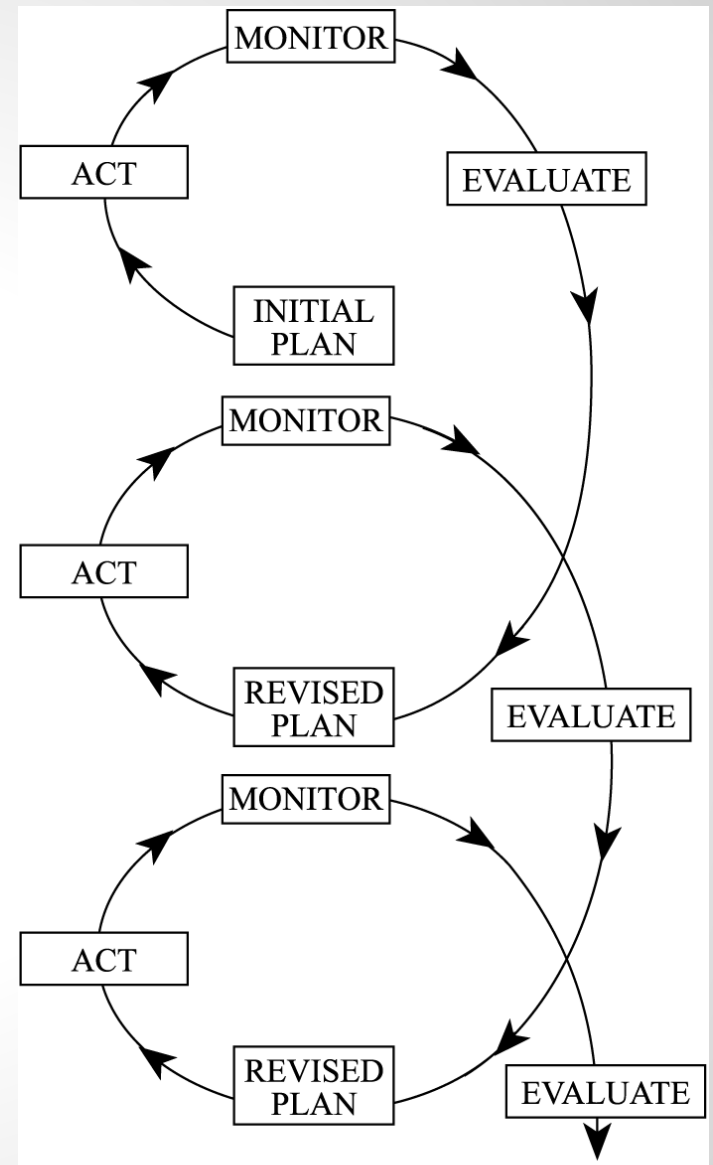 MONITOR
ACT
EVALUATE
INITIAL
PLAN
MONITOR
ACT
REVISED
PLAN
EVALUATE
MONITOR
ACT
REVISED
PLAN
EVALUATE